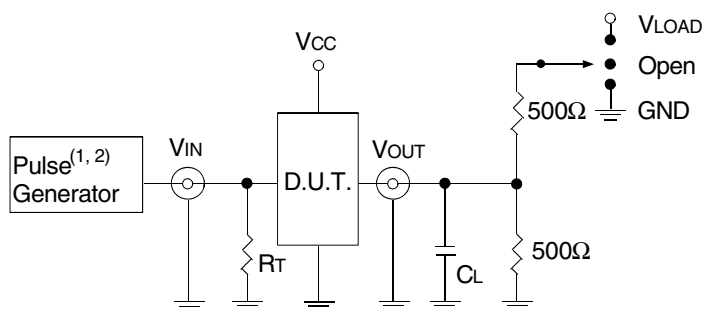 VLOAD
VCC
Open
500Ω
GND
Pulse(1, 2)
Generator
VIN
D.U.T.
VOUT
RT
CL
500Ω